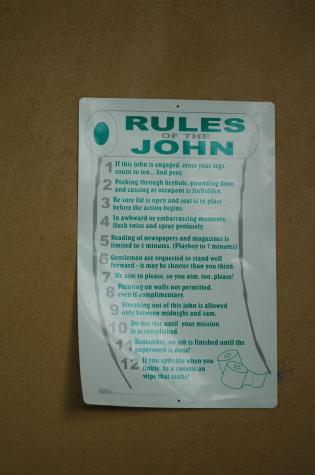 RULES
OF THE
JOHN
1 If this john is engaged, cross your legs,
count to ten... And pray.
2 Peeking through keyhole, pounding door,
and cussing at occupant is forbidden.
3 Be sure lid is open and seat is in place
before the action begins.
4 In awkward or embarrassing moments,
flush twice and spray profusely.
5 Reading of newspapers and magazines is
limited to 5 minutes. (Playboy to 7 minutes)
6 Gentleman are requested to stand well
forward - it may be shorter than you think.
7 We aim to please, so you aim, too, please!
8 Painting on walls not permitted,
even if complimentary.
9 Streaking out of this john is allowed
only between midnight and 4am.
10 Do not rise until your mission
is accomplished.
11 Remember, no job is finished until the
paperwork is done!
12 If you sprinkle when you
tinkle, be a sweetie an
wipe that seatie!